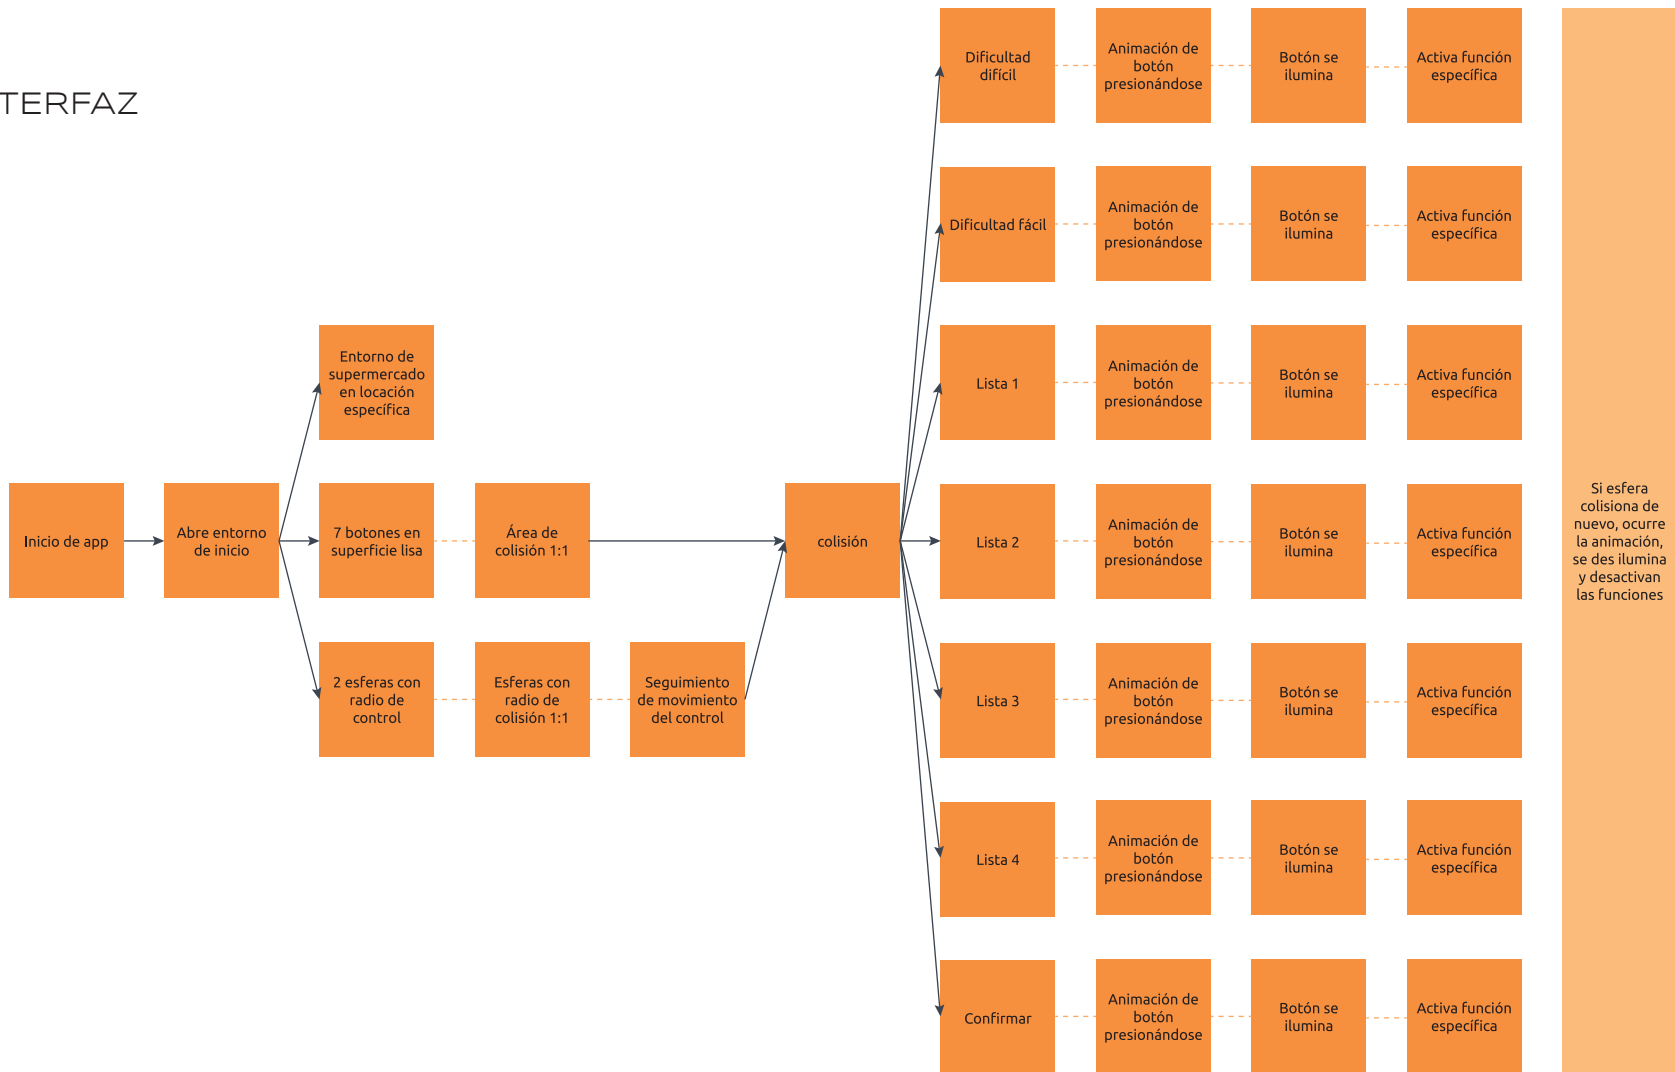 TERFAZ
Inicio de app
Abre entorno
de inicio
Entorno de
supermercado
en locación
específica
7 botones en
superficie lisa
Área de
colisión 1:1
2 esferas con
radio de
control
Esferas con
radio de
colisión 1:1
Seguimiento
de movimiento
del control
colisión
Dificultad
difícil
Animación de
botón
presionándose
Botón se
ilumina
Activa función
específica
Dificultad fácil
Animación de
botón
presionándose
Botón se
ilumina
Activa función
específica
Lista 1
Animación de
botón
presionándose
Botón se
ilumina
Activa función
específica
Lista 2
Animación de
botón
presionándose
Botón se
ilumina
Activa función
específica
Lista 3
Animación de
botón
presionándose
Botón se
ilumina
Activa función
específica
Lista 4
Animación de
botón
presionándose
Botón se
ilumina
Activa función
específica
Confirmar
Animación de
botón
presionándose
Botón se
ilumina
Activa función
específica
Si esfera
colisiona de
nuevo, ocurre
la animación,
se des ilumina
y desactivan
las funciones